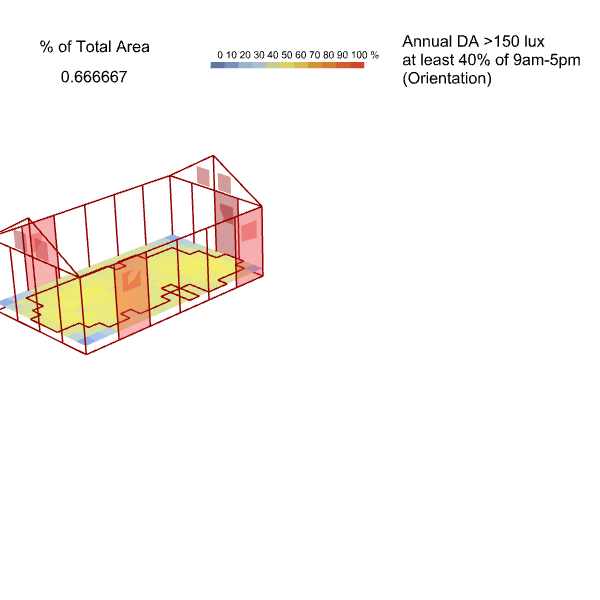 % of Total Area
0.666667
0 10 20 30 40 50 60 70 80 90 100 %
Annual DA >150 lux
at least 40% of 9am-5pm
(Orientation)